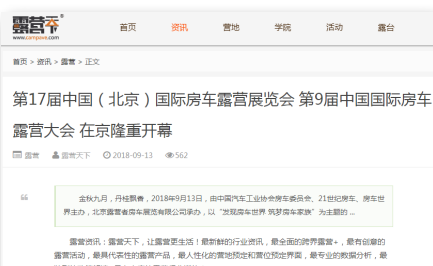 露营天下
www.campave.com
首页 资讯 营地 学院 活动 露台
首页 > 资讯 > 露营 > 正文
第17届中国（北京）国际房车露营展览会 第9届中国国际房车
露营大会 在京隆重开幕
露营 露营天下 2018-09-13 562
金秋九月，丹桂飘香，2018年9月13日，由中国汽车工业协会房车委员会、21世纪房车、房车世
界主办，北京露营者房车展览有限公司承办，以“发现房车世界 筑梦房车家族”为主题的 ...
露营资讯：露营天下，让露营更生活！最新鲜的行业资讯，最全面的跨界露营+，最有创意的
露营活动，最具代表性的露营产品，最人性化的营地预定和营位预定界面，最专业的数据分析，最